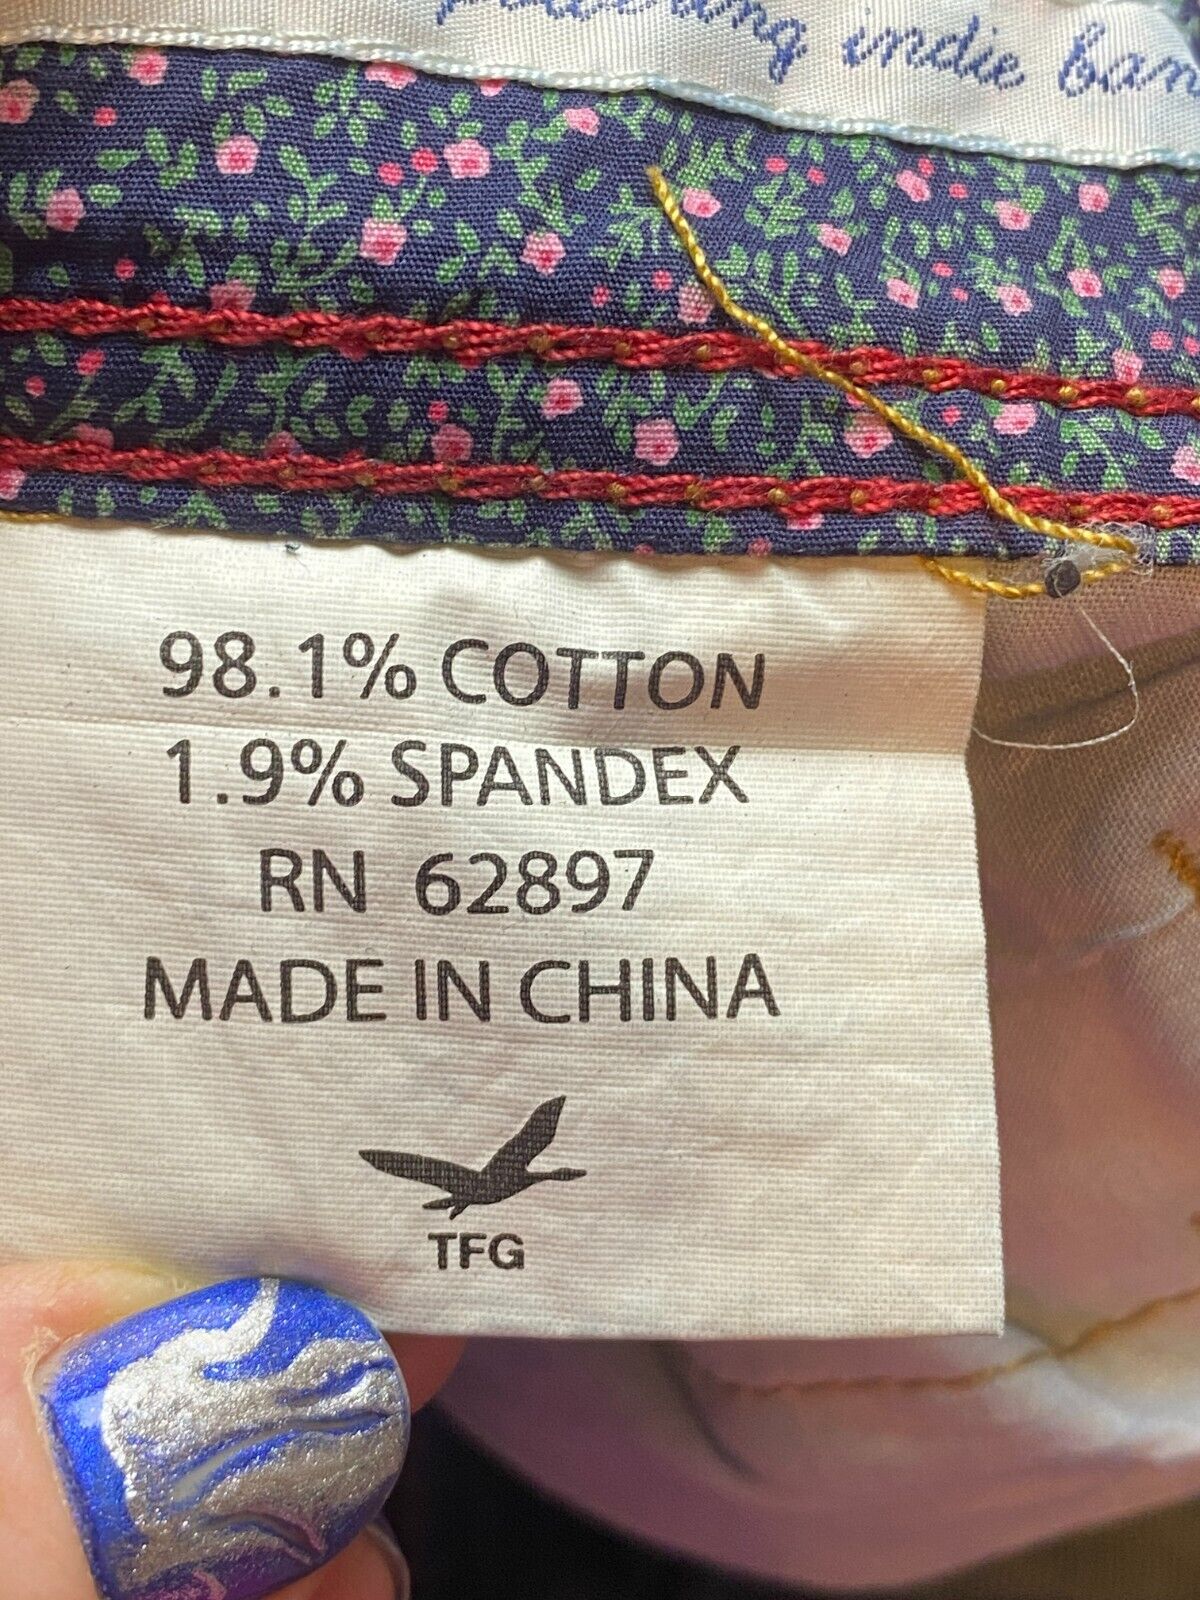 indie
98.1% COTTON
1.9% SPANDEX
RN 62897
MADE IN CHINA
TFG